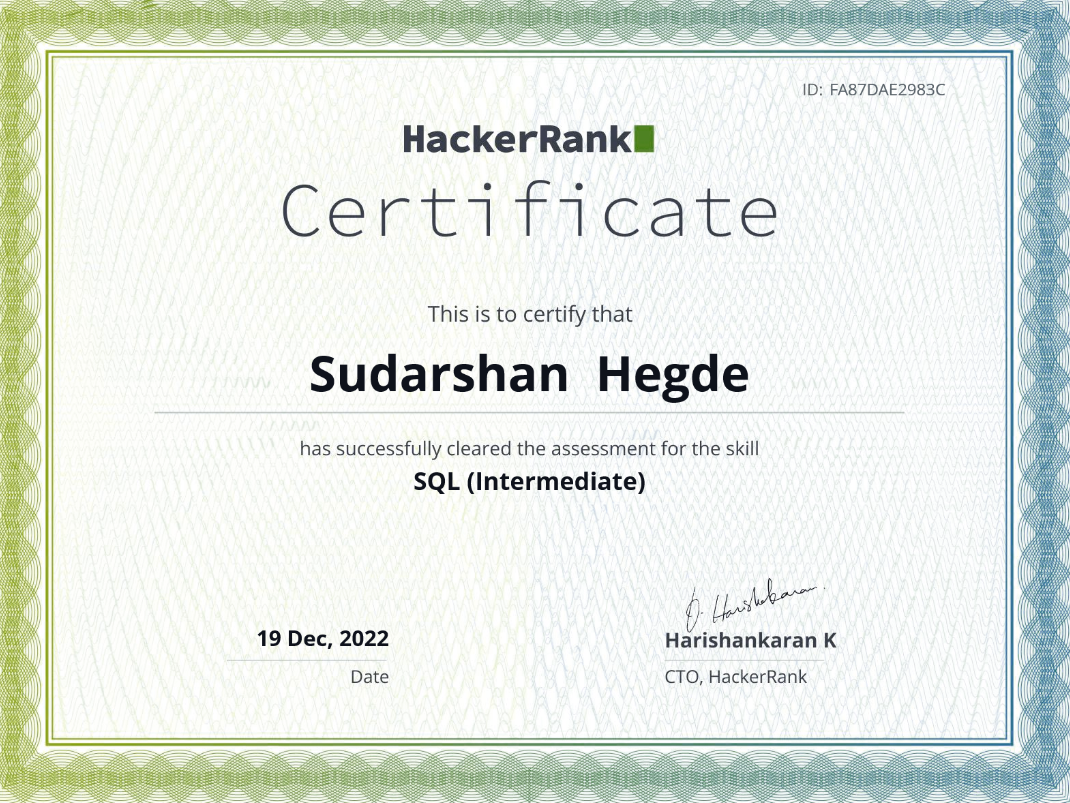 ID: FA87DAE2983C
HackerRank
Certificate
This is to certify that
Sudarshan Hegde
has successfully cleared the assessment for the skill
SQL (Intermediate)
19 Dec, 2022
Date
Harishankaran K
CTO, HackerRank